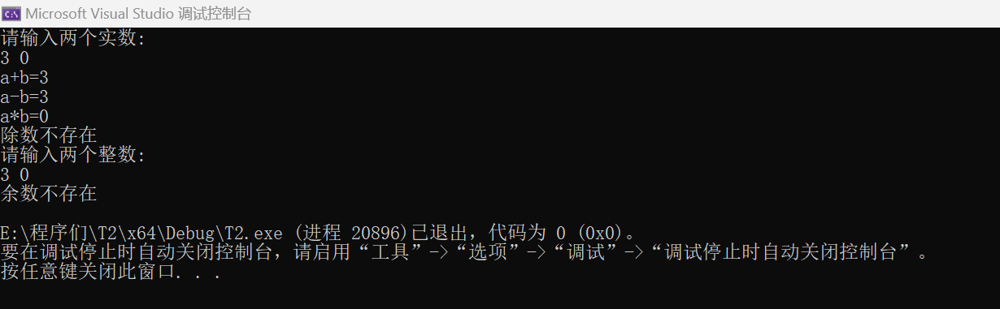 Microsoft Visual Studio 调试控制台
请输入两个实数:
3 0
a+b=3
a-b=3
a*b=0
除数不存在
请输入两个整数:
3 0
余数不存在
E:\程序们\T2\x64\Debug\T2.exe (进程 20896)已退出，代码为 0 (0x0)。
要在调试停止时自动关闭控制台，请启用“工具”->“选项”->“调试”->“调试停止时自动关闭控制台”。
按任意键关闭此窗口. . .